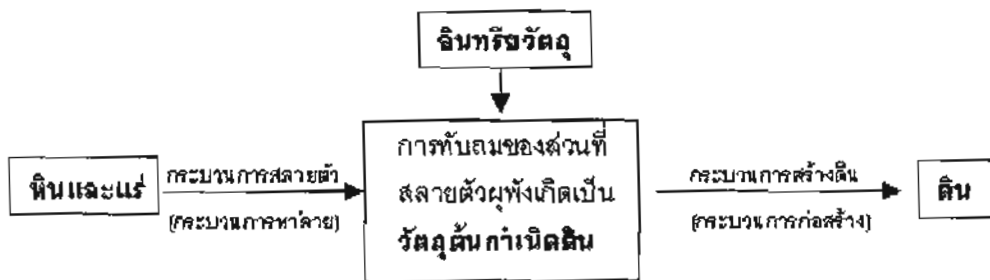 อินทรียวัตถุ
การทับถมของส่วนที่
สลายตัวผุพังเกิดเป็น
วัตถุต้นกำเนิดดิน
หินและแร่
กระบวนการสลายตัว
(กระบวนการทำลาย)
กระบวนการสร้างดิน
(กระบวนการก่อสร้าง)
ดิน